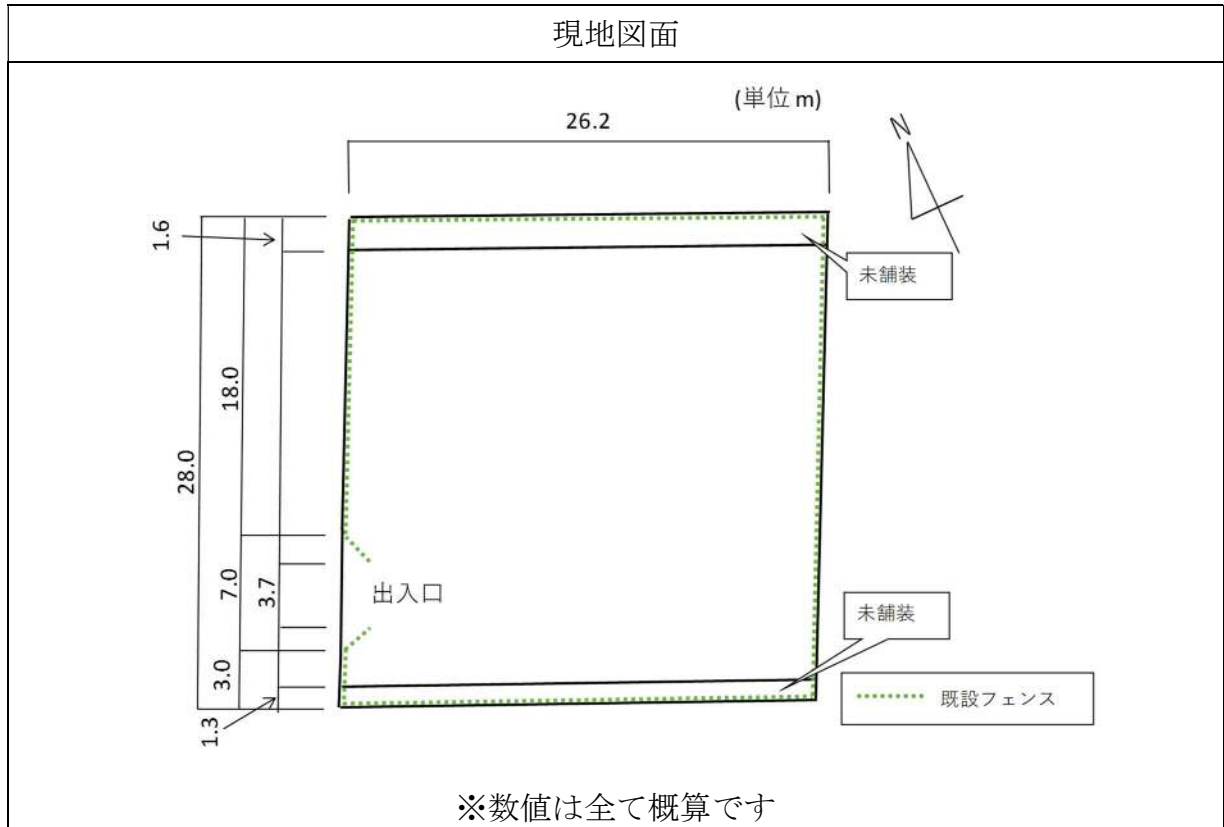 現地図面
(単位 m)
26.2
N
1.6
未舗装
18.0
28.0
7.0
3.7
出入口
未舗装
3.0
既設フェンス
1.3
※数値は全て概算です